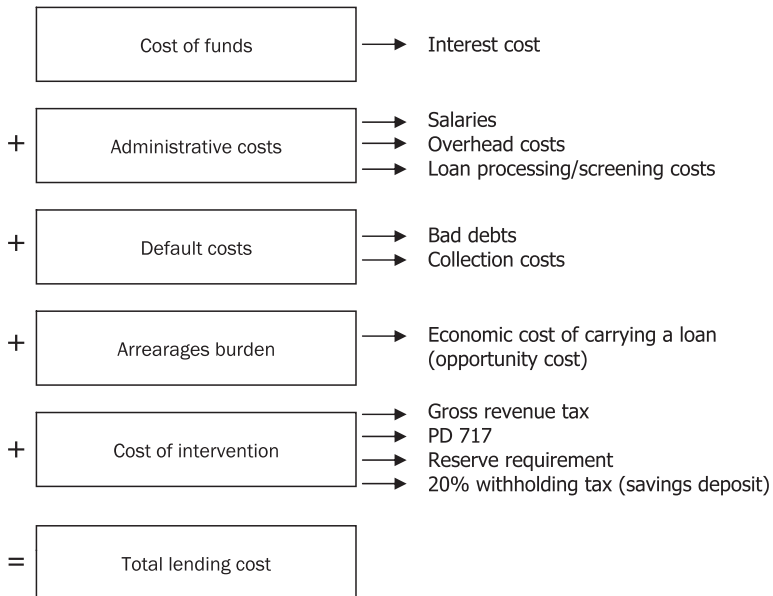 Cost of funds
Interest cost
+
Administrative costs
Salaries
Overhead costs
Loan processing/screening costs
+
Default costs
Bad debts
Collection costs
+
Arrearages burden
Economic cost of carrying a loan
(opportunity cost)
+
Cost of intervention
Gross revenue tax
PD 717
Reserve requirement
20% withholding tax (savings deposit)
=
Total lending cost